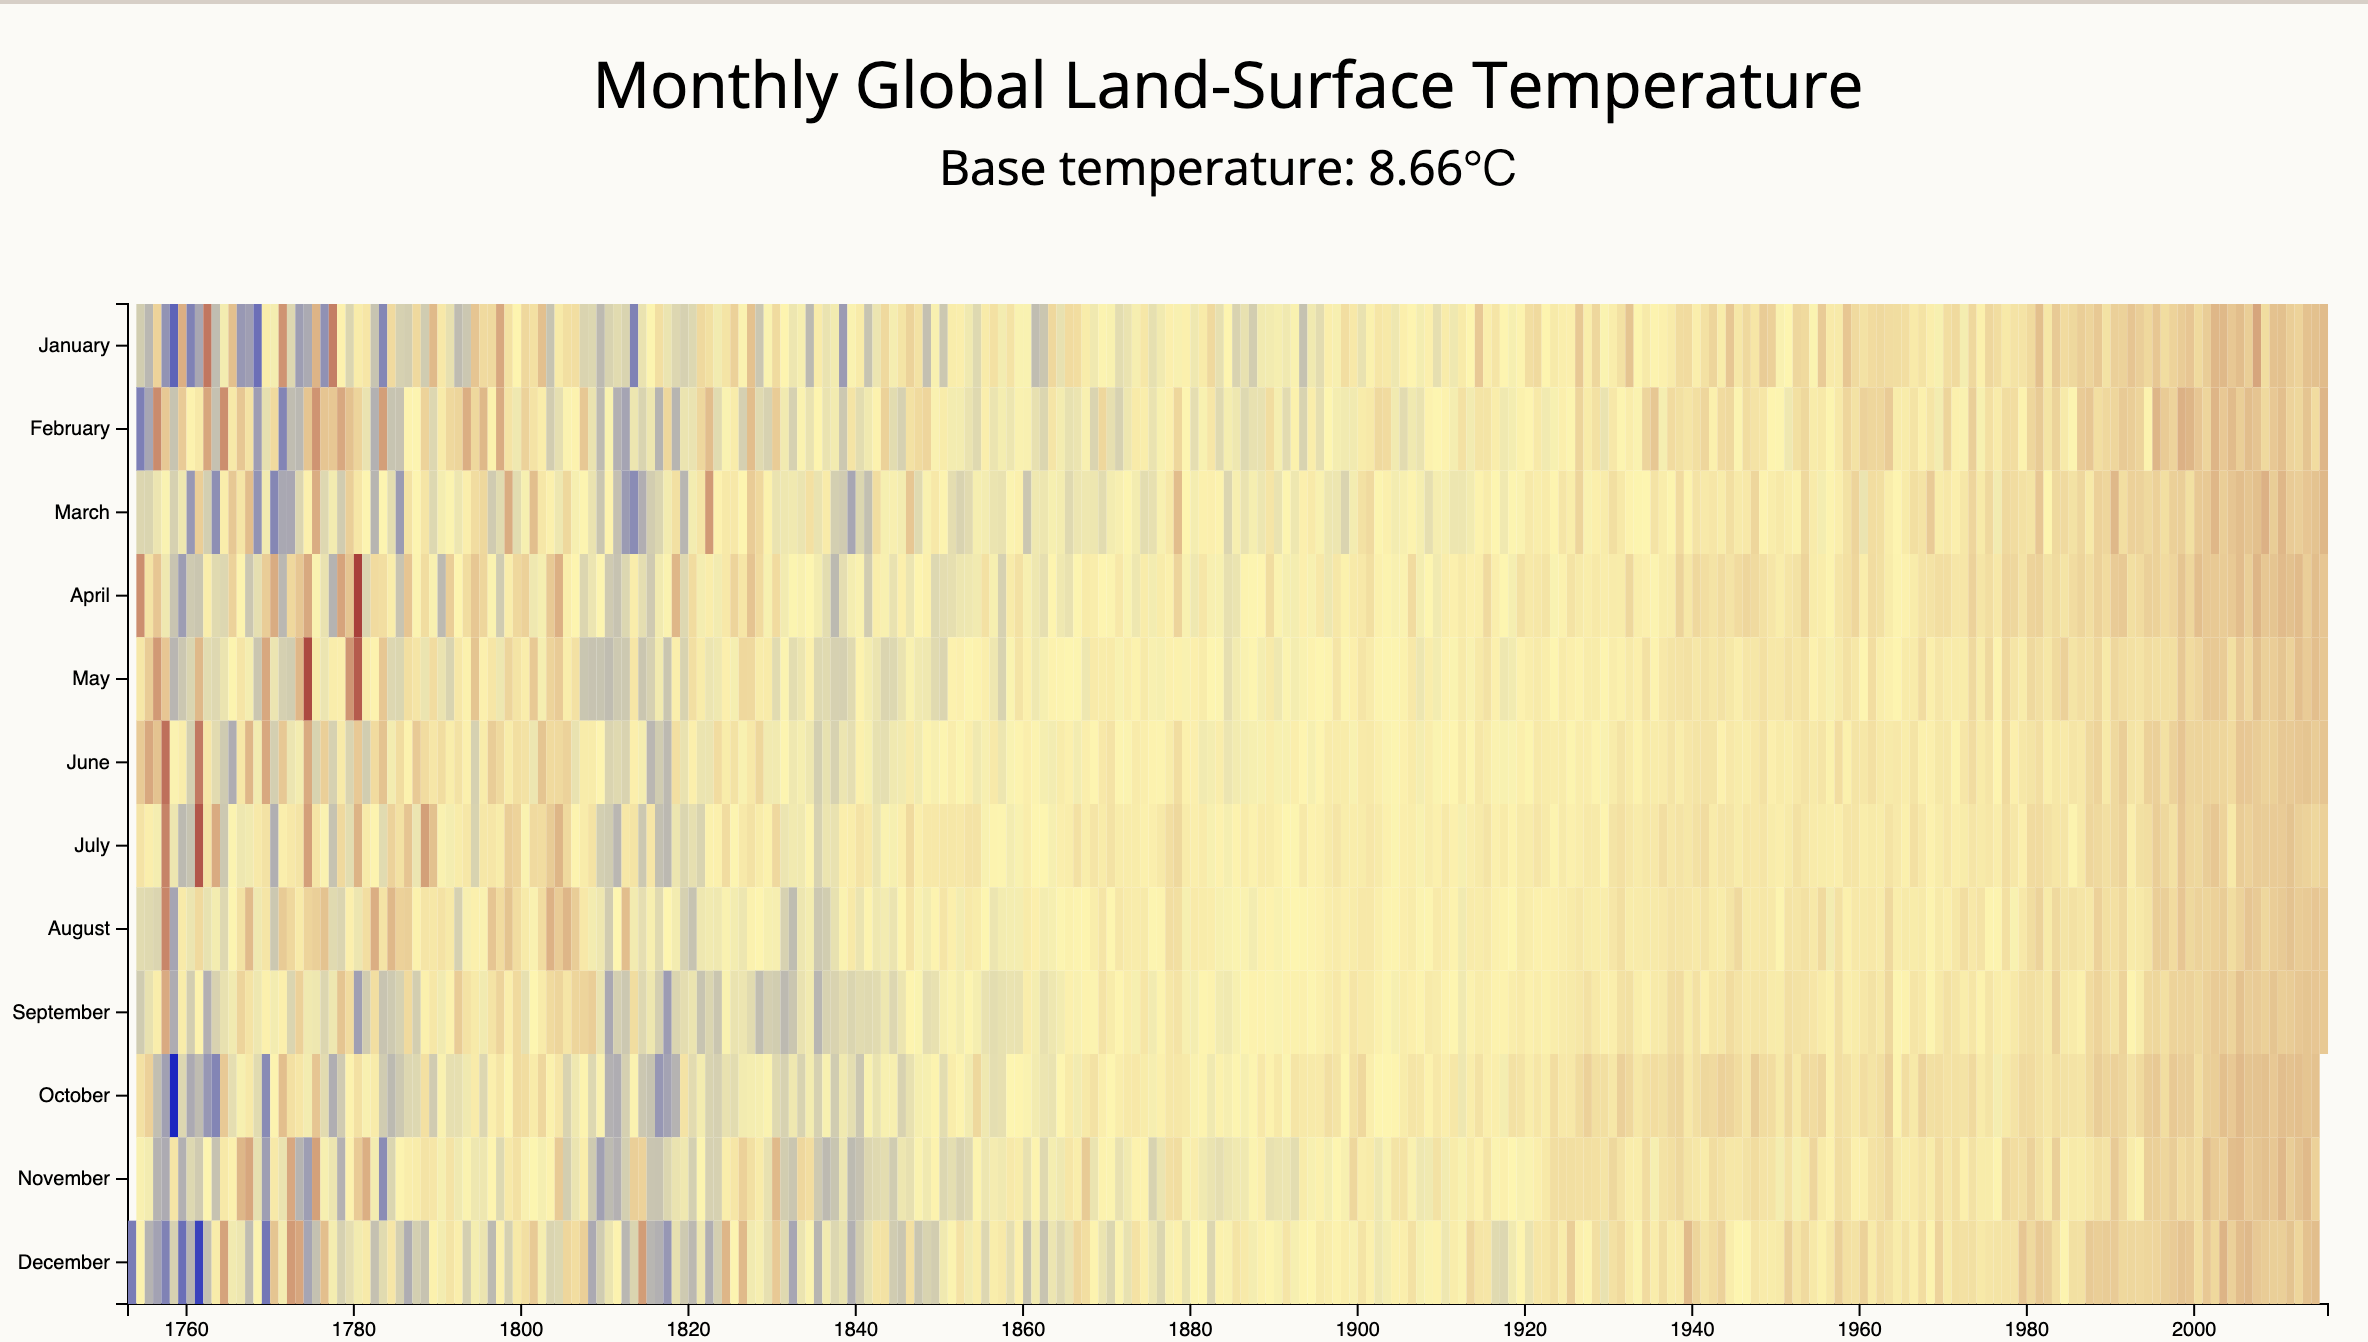 Monthly Global Land-Surface Temperature
Base temperature: 8.66℃
January
February
March
April
May
June
July
August
September
October
November
December
1760 1780 1800 1820 1840 1860 1880 1900 1920 1940 1960 1980 2000